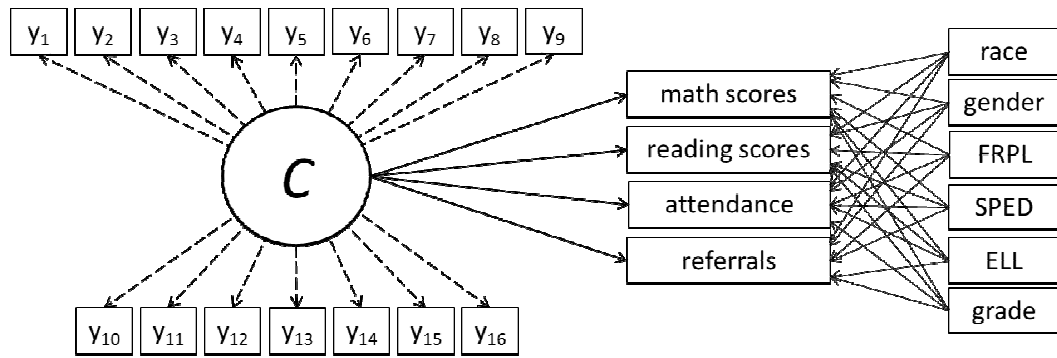 y1 y2 y3 y4 y5 y6 y7 y8 y9
C
math scores
reading scores
attendance
referrals
race
gender
FRPL
SPED
ELL
grade
y10 y11 y12 y13 y14 y15 y16